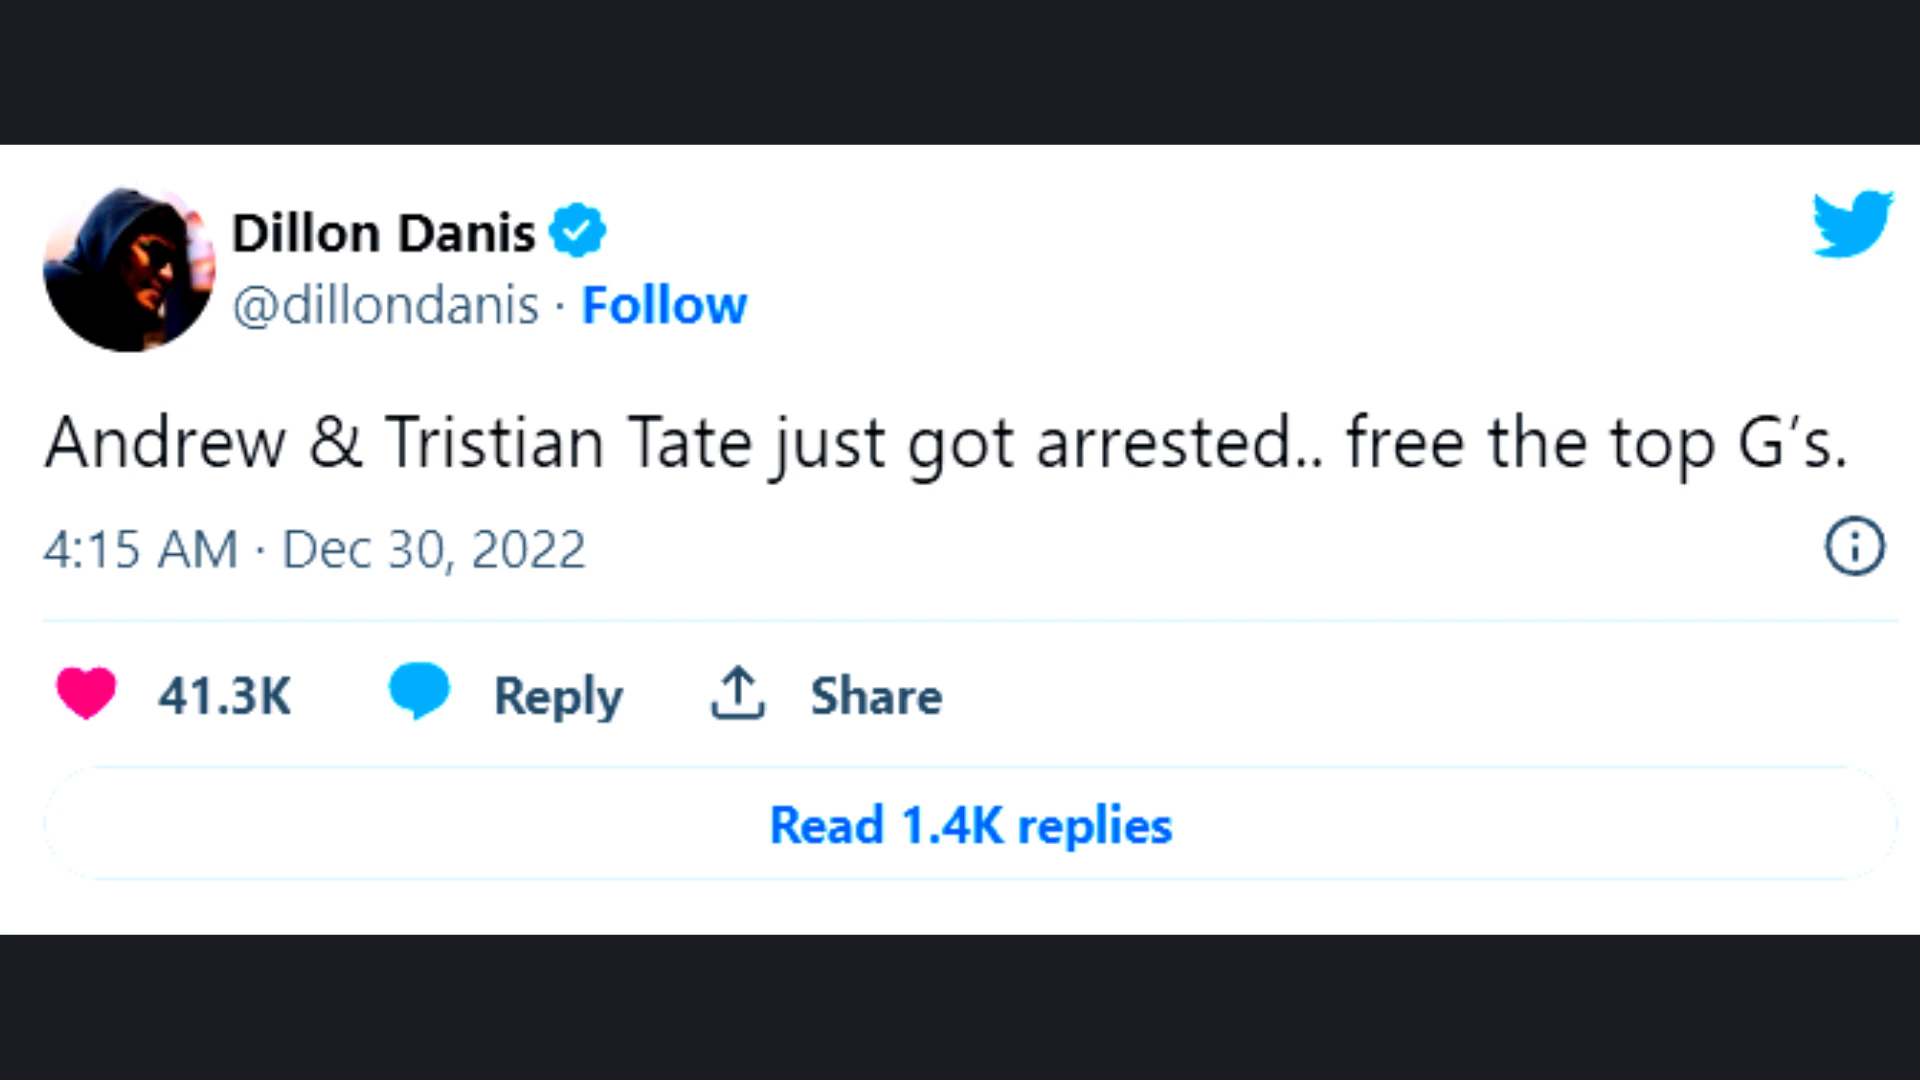 Dillon Danis
@dillondanis · Follow
Andrew & Tristian Tate just got arrested.. free the top G’s.
4:15 AM · Dec 30, 2022
41.3K Reply Share
Read 1.4K replies